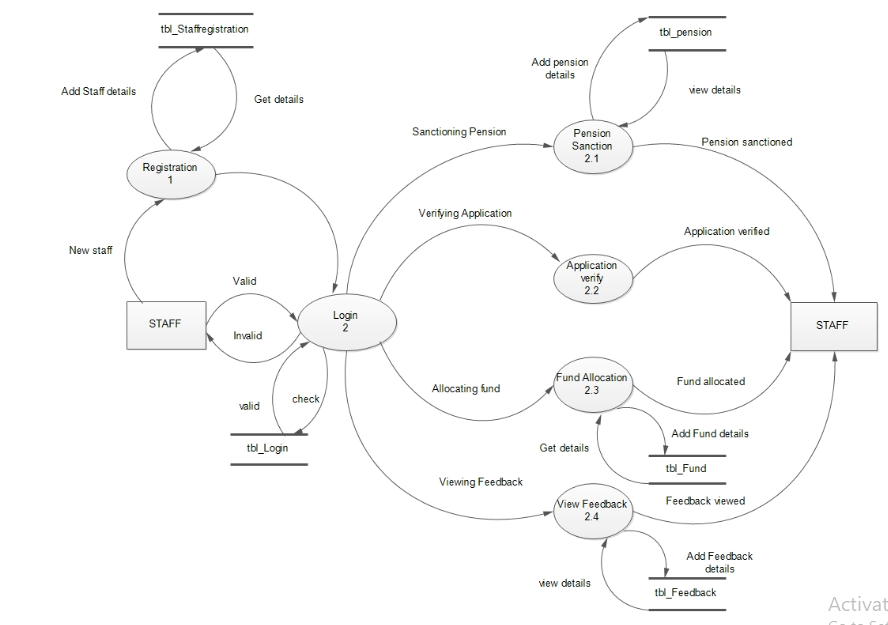 tbl_Staffregistration
tbl_pension
Add pension
details
Add Staff details
Get details
view details
Sanctioning Pension
Pension
Sanction
2.1
Pension sanctioned
Registration
1
Verifying Application
Application verified
New staff
Application
verify
2.2
Valid
STAFF
Invalid
Login
2
STAFF
Fund Allocation
2.3
Fund allocated
Allocating fund
valid
check
Add Fund details
tbl_Login
Get details
tbl_Fund
Viewing Feedback
View Feedback
2.4
Feedback viewed
Add Feedback
details
view details
tbl_Feedback
Activat